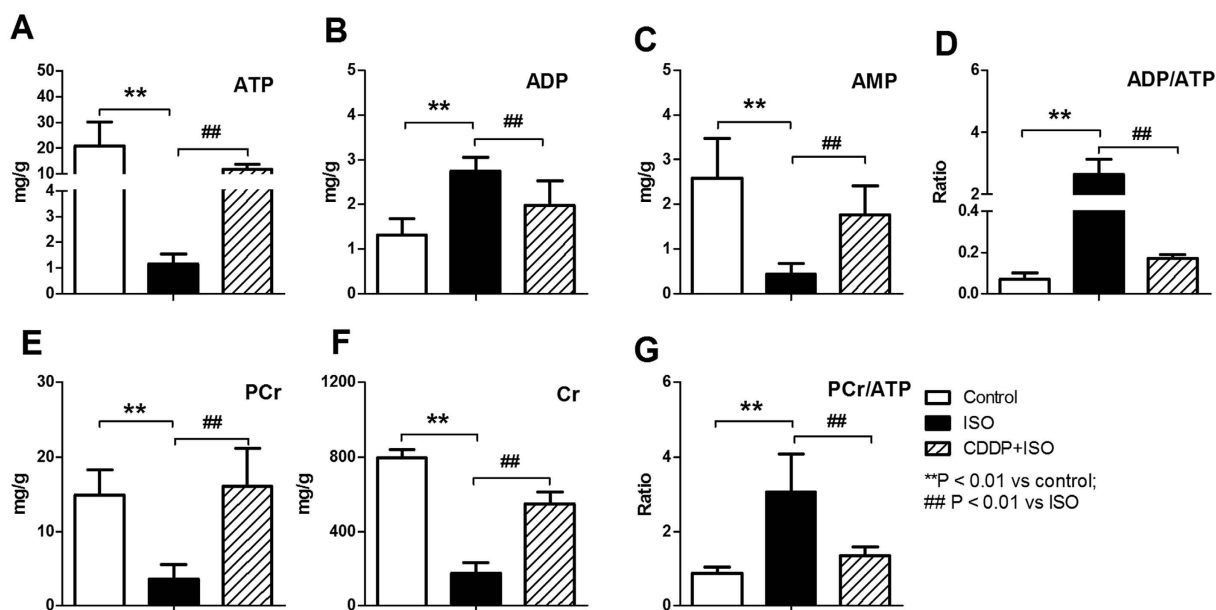 A
ATP
mg/g
50
40
30
20
10
4
3
2
1
0
**
##
B
ADP
mg/g
5
4
3
2
1
0
**
##
C
AMP
mg/g
5
4
3
2
1
0
**
##
D
ADP/ATP
Ratio
6
4
2
0.4
0.2
0.0
**
##
E
PCr
mg/g
30
20
10
0
**
##
F
Cr
mg/g
1200
800
400
0
**
##
G
PCr/ATP
Ratio
6
4
2
0
**
##
Control
ISO
CDDP+ISO
**P < 0.01 vs control;
## P < 0.01 vs ISO